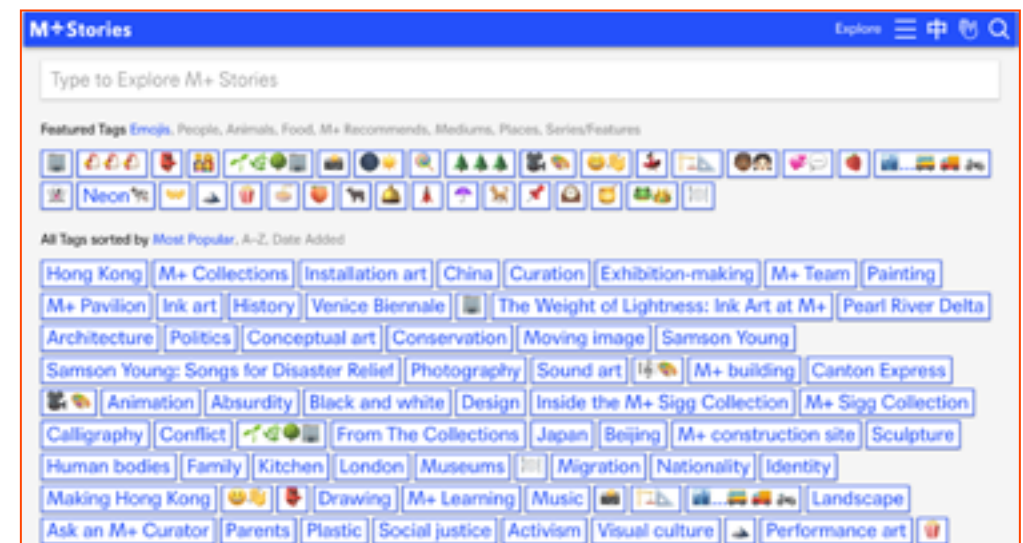 M+Stories Explore 中
Type to Explore M+ Stories
Featured Tags Emojis, People, Animals, Food, M+ Recommends, Mediums, Places, Series/Features
Neon
All Tags sorted by Most Popular, A–Z, Date Added
Hong Kong M+ Collections Installation art China Curation Exhibition-making M+ Team Painting
M+ Pavilion Ink art History Venice Biennale The Weight of Lightness: Ink Art at M+ Pearl River Delta
Architecture Politics Conceptual art Conservation Moving image Samson Young
Samson Young: Songs for Disaster Relief Photography Sound art M+ building Canton Express
Animation Absurdity Black and white Design Inside the M+ Sigg Collection M+ Sigg Collection
Calligraphy Conflict From The Collections Japan Beijing M+ construction site Sculpture
Human bodies Family Kitchen London Museums Migration Nationality Identity
Making Hong Kong Drawing M+ Learning Music ... Landscape
Ask an M+ Curator Parents Plastic Social justice Activism Visual culture Performance art